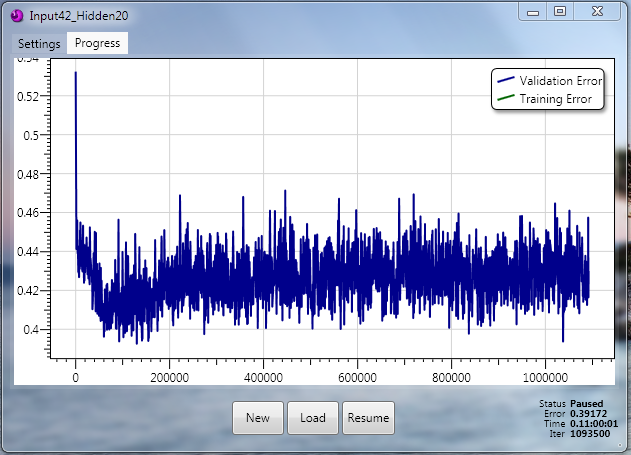 Input42_Hidden20
Settings Progress
0.54
0.52
0.5
0.48
0.46
0.44
0.42
0.4
Validation Error
Training Error
0 200000 400000 600000 800000 1000000
New Load Resume
Status Paused
Error 0.39172
Time 0.11:00:01
Iter 1093500